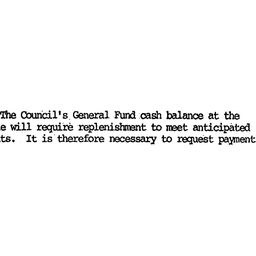 The Council's General Fund cash balance at the
e will require replenishment to meet anticipated
ts. It is therefore necessary to request payment